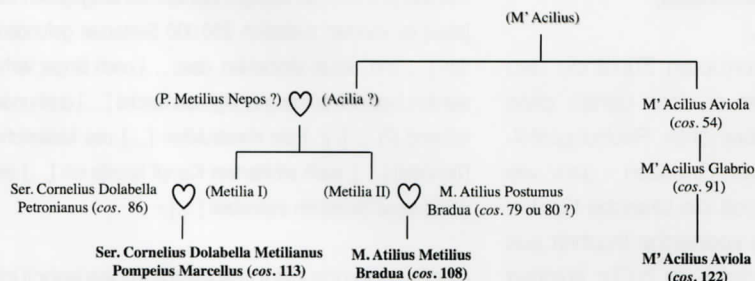 (M' Acilius)
(P. Metilius Nepos ?) (Acilia ?)
M' Acilius Aviola
(cos. 54)
M' Acilius Glabrio
(cos. 91)
Ser. Cornelius Dolabella
Petronianus (cos. 86)
(Metilia I)
(Metilia II)
M. Atilius Postumus
Bradua (cos. 79 ou 80 ?)
Ser. Cornelius Dolabella Metilianus
Pompeius Marcellus (cos. 113)
M. Atilius Metilius
Bradua (cos. 108)
M' Acilius Aviola
(cos. 122)